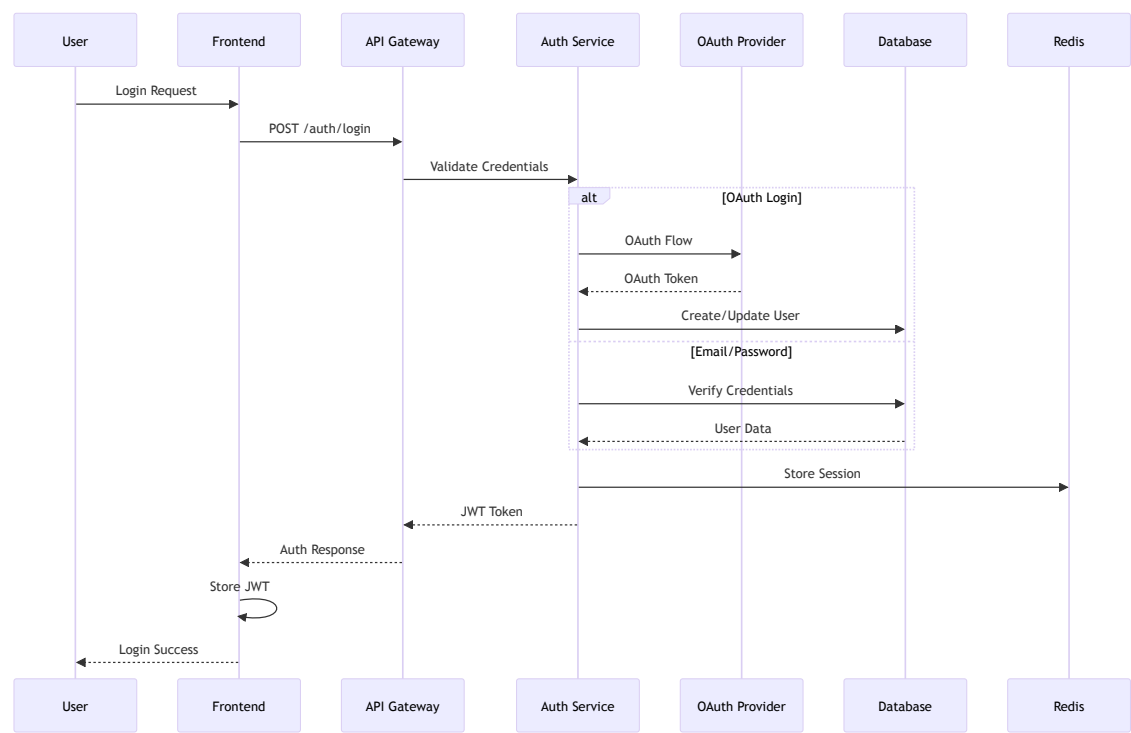 User
Frontend
API Gateway
Auth Service
OAuth Provider
Database
Redis
Login Request
POST /auth/login
Validate Credentials
alt
[OAuth Login]
OAuth Flow
OAuth Token
Create/Update User
[Email/Password]
Verify Credentials
User Data
Store Session
JWT Token
Auth Response
Store JWT
Login Success
User
Frontend
API Gateway
Auth Service
OAuth Provider
Database
Redis